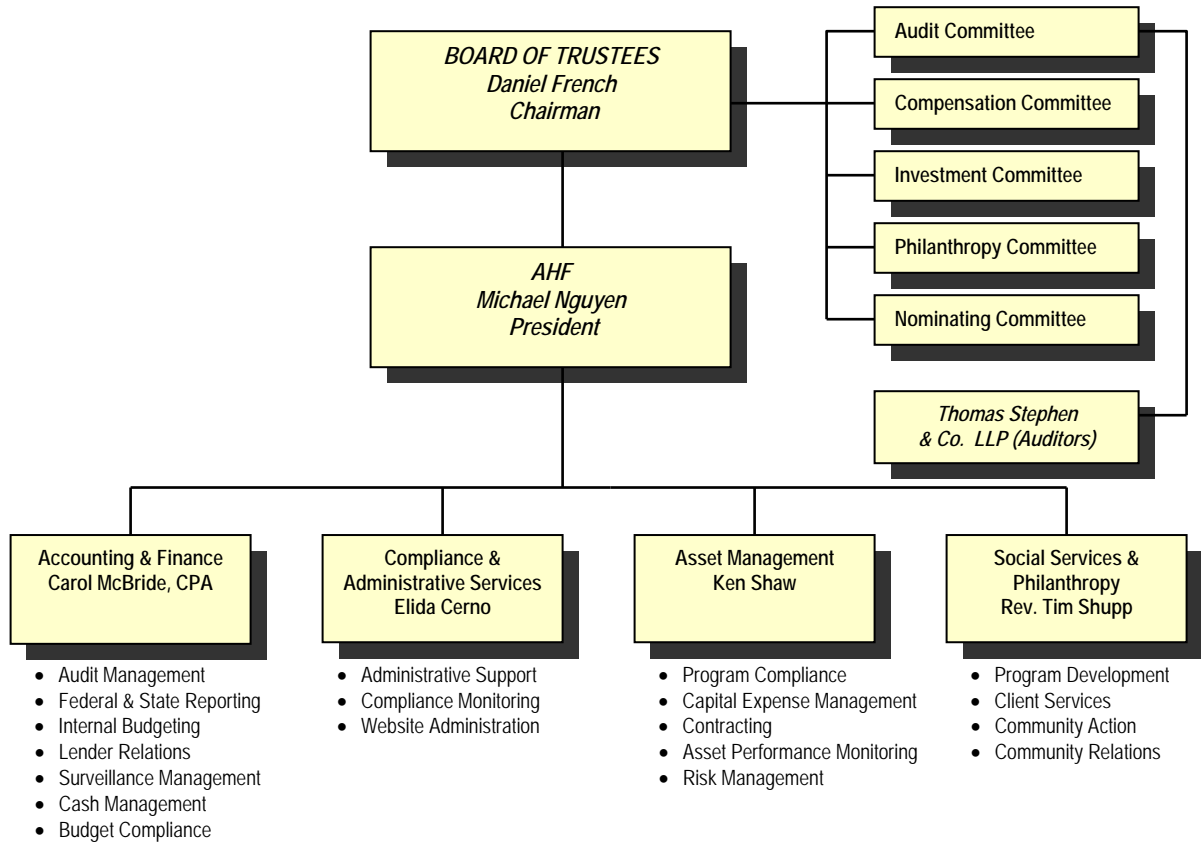 BOARD OF TRUSTEES
Daniel French
Chairman
Audit Committee
Compensation Committee
Investment Committee
Philanthropy Committee
Nominating Committee
AHF
Michael Nguyen
President
Thomas Stephen
& Co. LLP (Auditors)
Accounting & Finance
Carol McBride, CPA
• Audit Management
• Federal & State Reporting
• Internal Budgeting
• Lender Relations
• Surveillance Management
• Cash Management
• Budget Compliance
Compliance &
Administrative Services
Elida Cerno
• Administrative Support
• Compliance Monitoring
• Website Administration
Asset Management
Ken Shaw
• Program Compliance
• Capital Expense Management
• Contracting
• Asset Performance Monitoring
• Risk Management
Social Services &
Philanthropy
Rev. Tim Shupp
• Program Development
• Client Services
• Community Action
• Community Relations